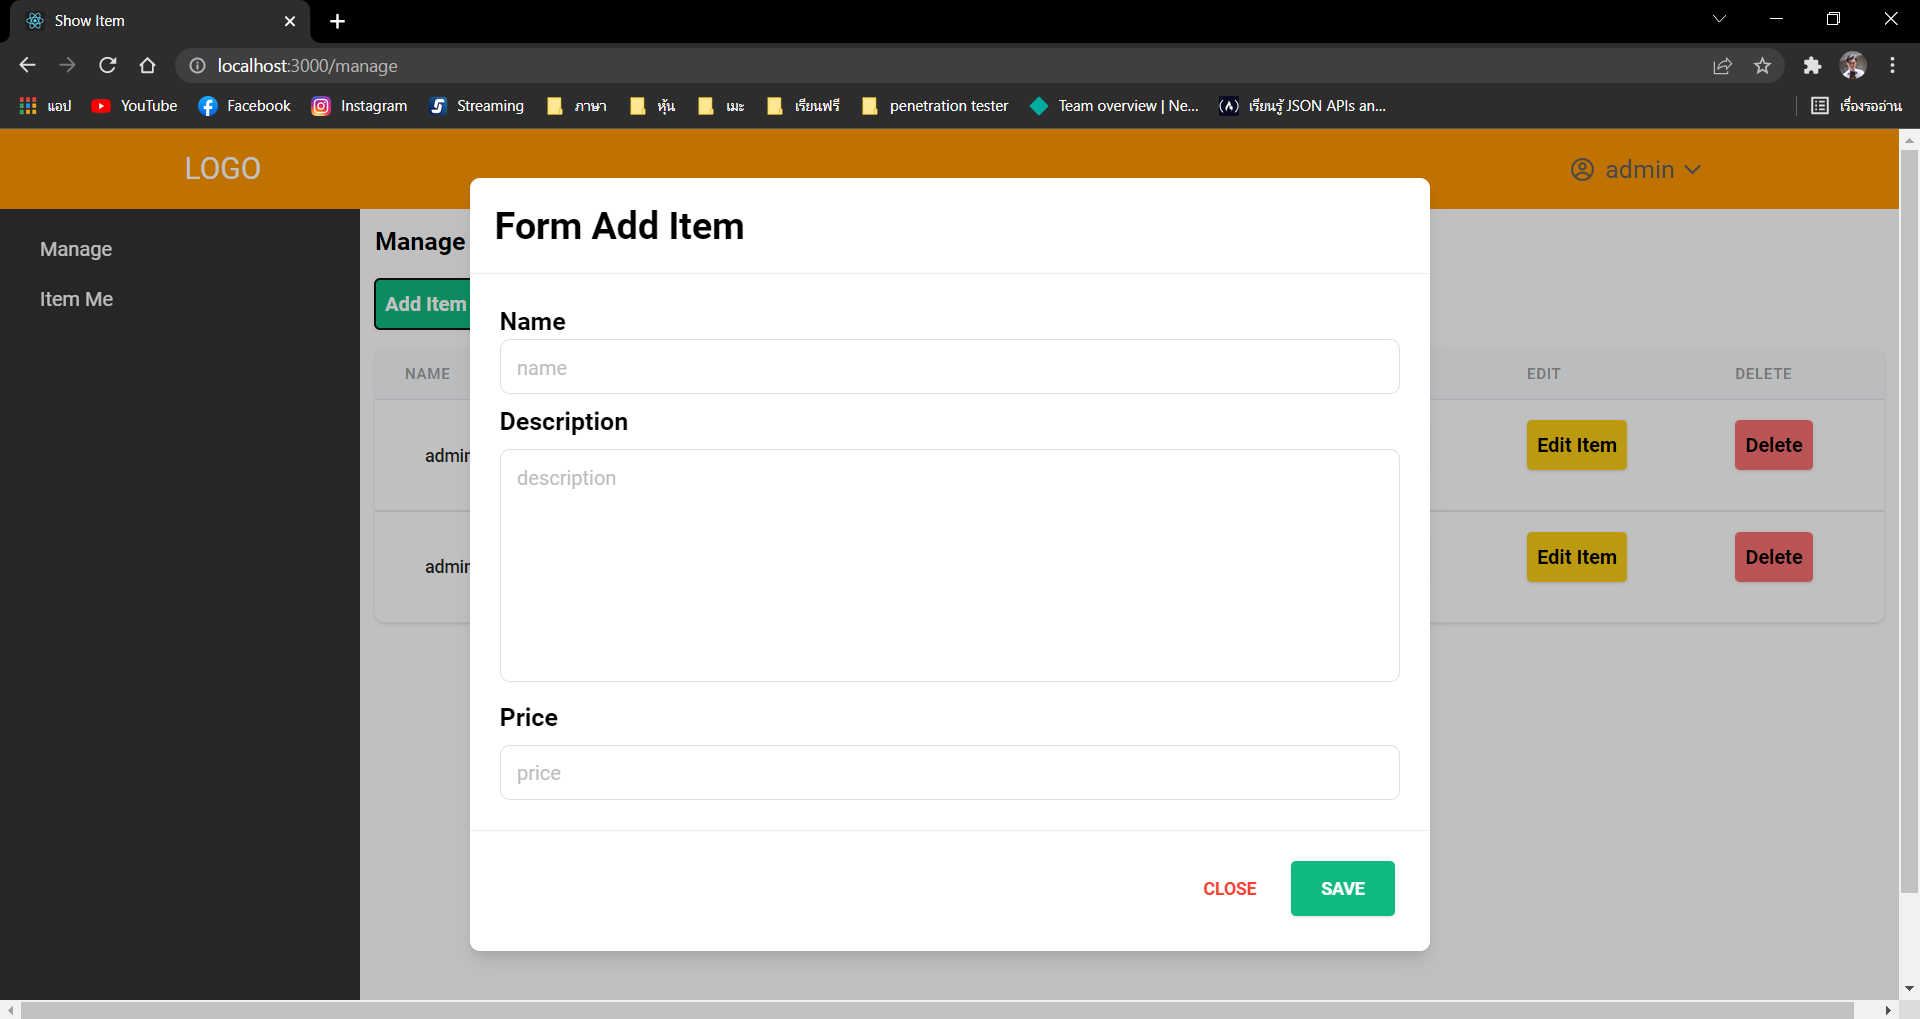 Show Item
localhost:3000/manage
แอป YouTube Facebook Instagram Streaming ภาษา หุ้น เมะ เรียนฟรี penetration tester Team overview | Ne... เรียนรู้ JSON APIs an... เรื่องรออ่าน
LOGO
admin
Manage
Item Me
Manage
Add Item
NAME EDIT DELETE
admin Edit Item Delete
admin Edit Item Delete
Form Add Item
Name
name
Description
description
Price
price
CLOSE SAVE